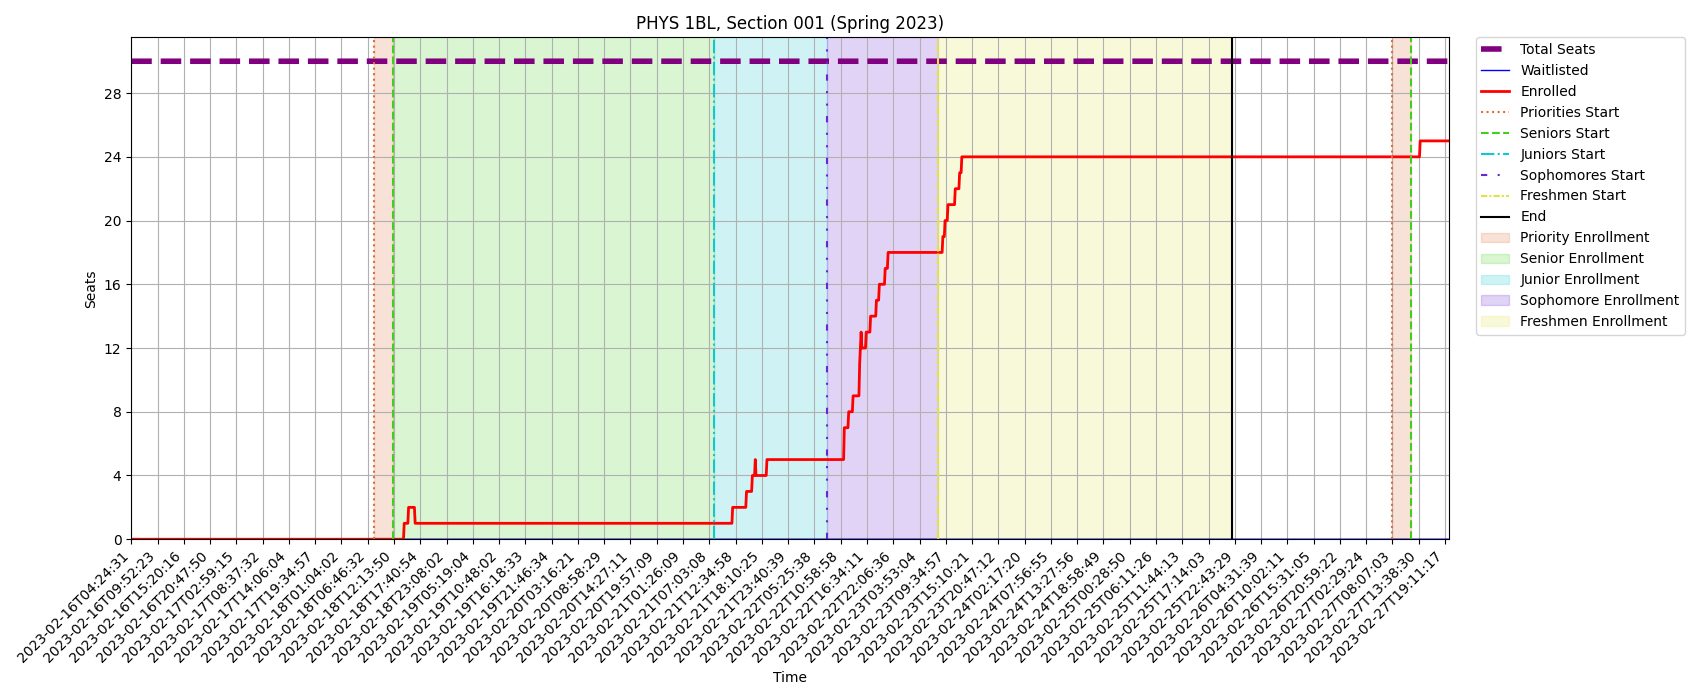 PHYS 1BL, Section 001 (Spring 2023)
Seats
28
24
20
16
12
8
4
0
2023-02-16T04:24:31
2023-02-16T09:52:23
2023-02-16T15:20:16
2023-02-16T20:47:50
2023-02-17T02:59:15
2023-02-17T08:37:32
2023-02-17T14:06:04
2023-02-17T19:34:57
2023-02-18T01:04:02
2023-02-18T06:46:32
2023-02-18T12:13:50
2023-02-18T17:40:54
2023-02-18T23:08:02
2023-02-19T05:19:04
2023-02-19T10:48:02
2023-02-19T16:18:33
2023-02-19T21:46:34
2023-02-20T03:16:21
2023-02-20T08:58:29
2023-02-20T14:27:11
2023-02-20T19:57:09
2023-02-21T01:26:09
2023-02-21T07:03:08
2023-02-21T12:34:58
2023-02-21T18:10:25
2023-02-21T23:40:39
2023-02-22T05:25:38
2023-02-22T10:58:58
2023-02-22T16:34:11
2023-02-22T22:06:36
2023-02-23T03:53:04
2023-02-23T09:34:57
2023-02-23T15:10:21
2023-02-23T20:47:12
2023-02-24T02:17:20
2023-02-24T07:56:55
2023-02-24T13:27:56
2023-02-24T18:58:49
2023-02-25T00:28:50
2023-02-25T06:11:26
2023-02-25T11:44:13
2023-02-25T17:14:03
2023-02-25T22:43:29
2023-02-26T04:31:39
2023-02-26T10:02:11
2023-02-26T15:31:05
2023-02-26T20:59:22
2023-02-27T02:29:24
2023-02-27T08:07:03
2023-02-27T13:38:30
2023-02-27T19:11:17
Time
Total Seats
Waitlisted
Enrolled
Priorities Start
Seniors Start
Juniors Start
Sophomores Start
Freshmen Start
End
Priority Enrollment
Senior Enrollment
Junior Enrollment
Sophomore Enrollment
Freshmen Enrollment